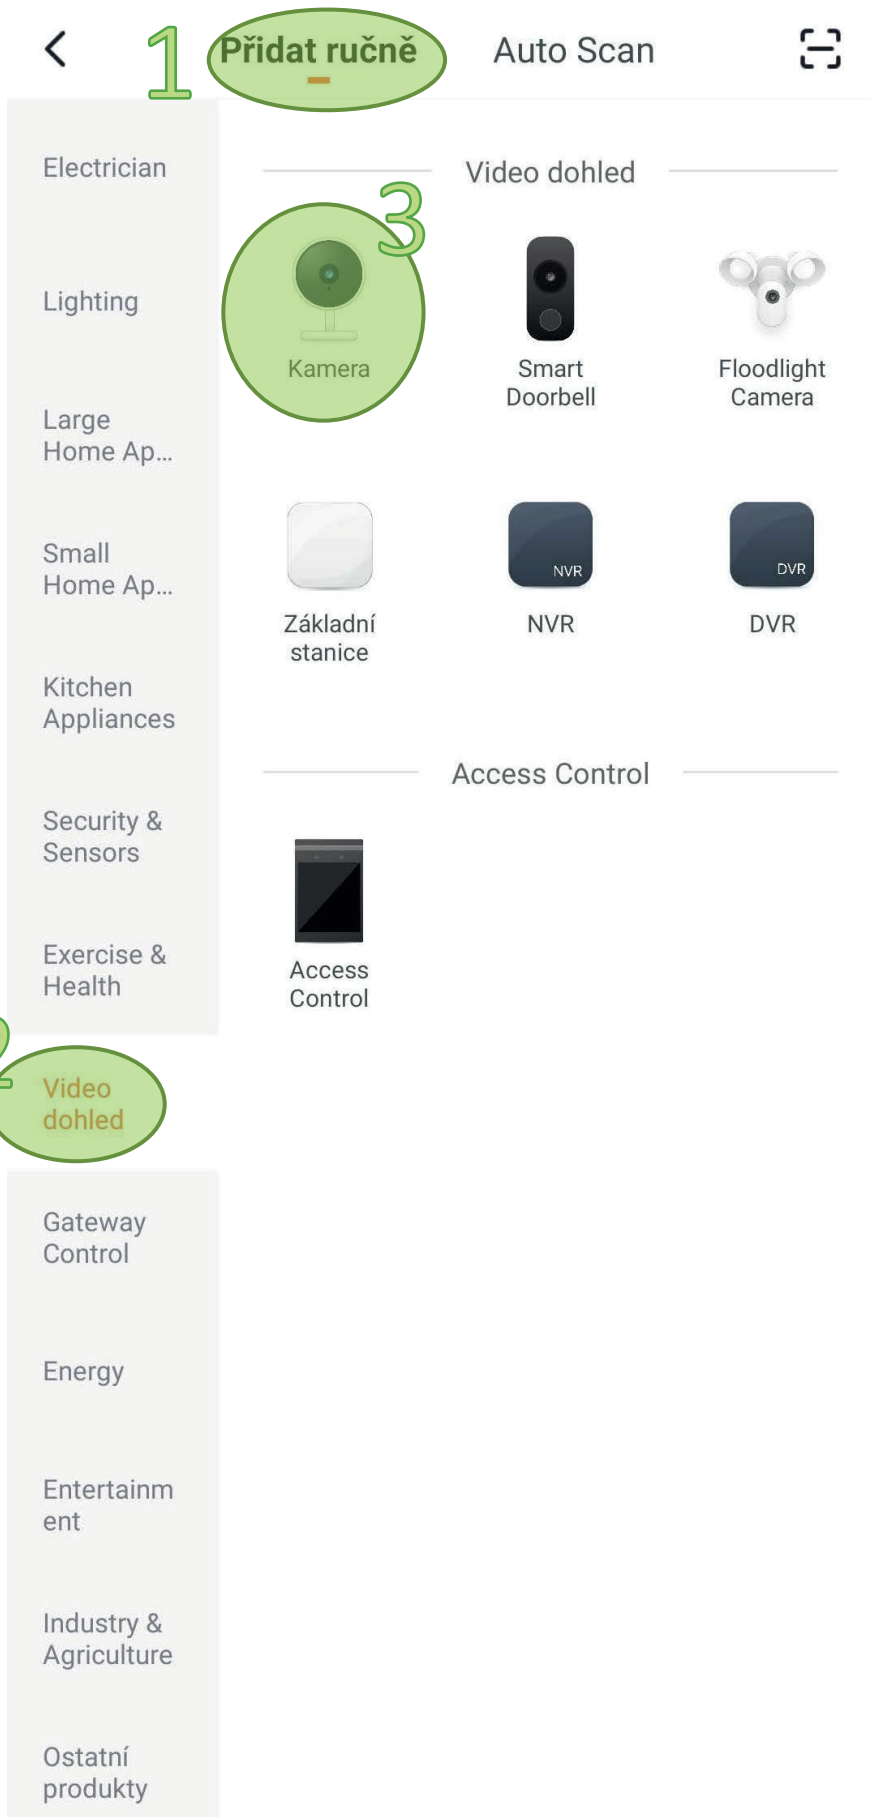 1
Přidat ručně
Auto Scan
Electrician
Lighting
Large
Home Ap...
Small
Home Ap...
Kitchen
Appliances
Security &
Sensors
Exercise &
Health
2
Video
dohled
Gateway
Control
Energy
Entertainm
ent
Industry &
Agriculture
Ostatní
produkty
Video dohled
3
Kamera
Smart
Doorbell
Floodlight
Camera
Základní
stanice
NVR
NVR
DVR
DVR
Access Control
Access
Control